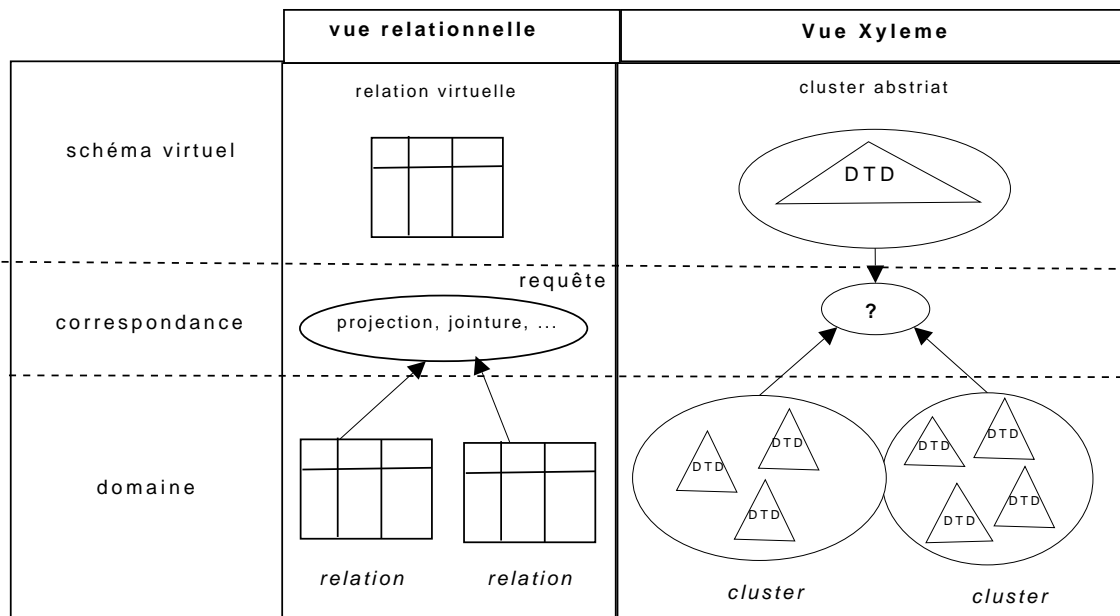 vue relationnelle
Vue Xyleme
schéma virtuel
relation virtuelle
cluster abstriat
DTD
correspondance
requête
projection, jointure, ...
?
domaine
relation
relation
DTD
DTD
DTD
cluster
DTD
DTD
DTD
DTD
cluster